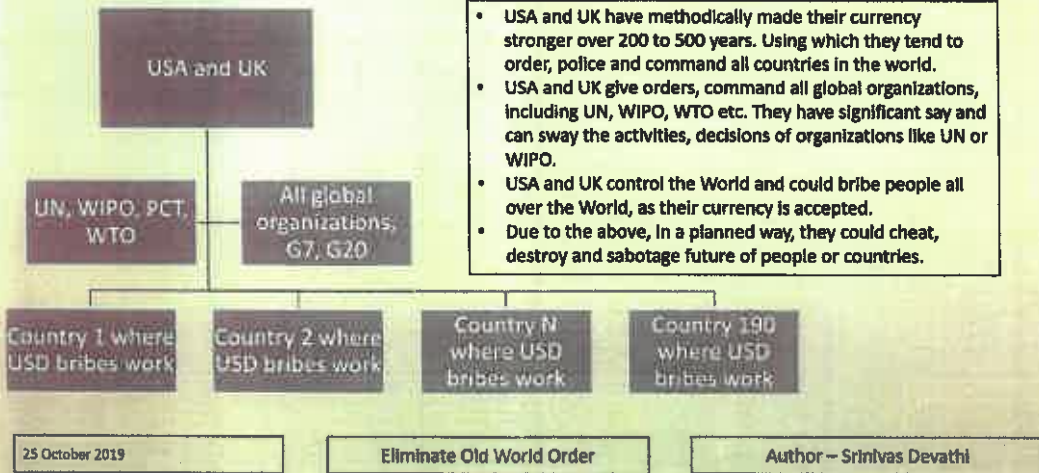 USA and UK
• USA and UK have methodically made their currency
stronger over 200 to 500 years. Using which they tend to
order, police and command all countries in the world.
• USA and UK give orders, command all global organizations,
including UN, WIPO, WTO etc. They have significant say and
can sway the activities, decisions of organizations like UN or
WIPO.
• USA and UK control the World and could bribe people all
over the World, as their currency is accepted.
• Due to the above, in a planned way, they could cheat,
destroy and sabotage future of people or countries.
UN, WIPO, PCT,
WTO
All global
organizations,
G7, G20
Country 1 where
USD bribes work
Country 2 where
USD bribes work
Country N
where USD
bribes work
Country 190
where USD
bribes work
25 October 2019
Eliminate Old World Order
Author – Srinivas Devathi